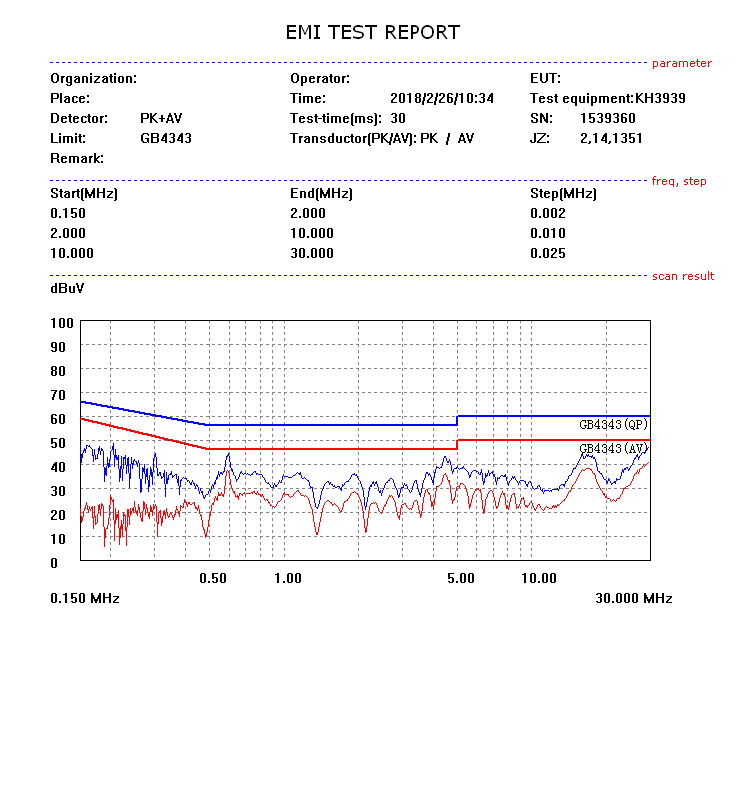 EMI TEST REPORT
parameter
Organization: Operator: EUT:
Place: Time: 2018/2/26/10:34 Test equipment:KH3939
Detector: PK+AV Test-time(ms): 30 SN: 1539360
Limit: GB4343 Transductor(PK/AV): PK / AV JZ: 2,14,1351
Remark:
freq, step
Start(MHz) End(MHz) Step(MHz)
0.150 2.000 0.002
2.000 10.000 0.010
10.000 30.000 0.025
scan result
dBuV
100
90
80
70
60
GB4343(QP)
50
GB4343(AV)
40
30
20
10
0
0.50 1.00 5.00 10.00
0.150 MHz 30.000 MHz